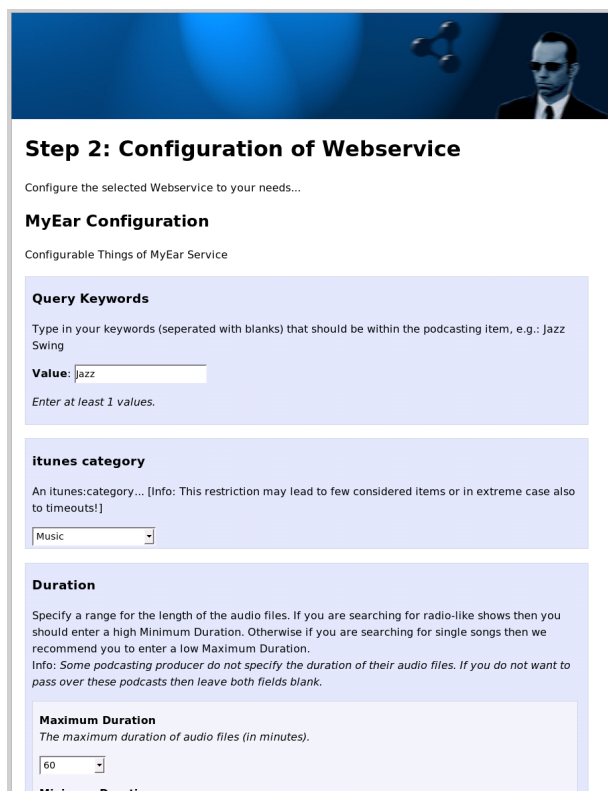 Step 2: Configuration of Webservice
Configure the selected Webservice to your needs...
MyEar Configuration
Configurable Things of MyEar Service
Query Keywords
Type in your keywords (seperated with blanks) that should be within the podcasting item, e.g.: Jazz
Swing
Value: Jazz
Enter at least 1 values.
itunes category
An itunes:category... [Info: This restriction may lead to few considered items or in extreme case also
to timeouts!]
Music
Duration
Specify a range for the length of the audio files. If you are searching for radio-like shows then you
should enter a high Minimum Duration. Otherwise if you are searching for single songs then we
recommend you to enter a low Maximum Duration.
Info: Some podcasting producer do not specify the duration of their audio files. If you do not want to
pass over these podcasts then leave both fields blank.
Maximum Duration
The maximum duration of audio files (in minutes).
60